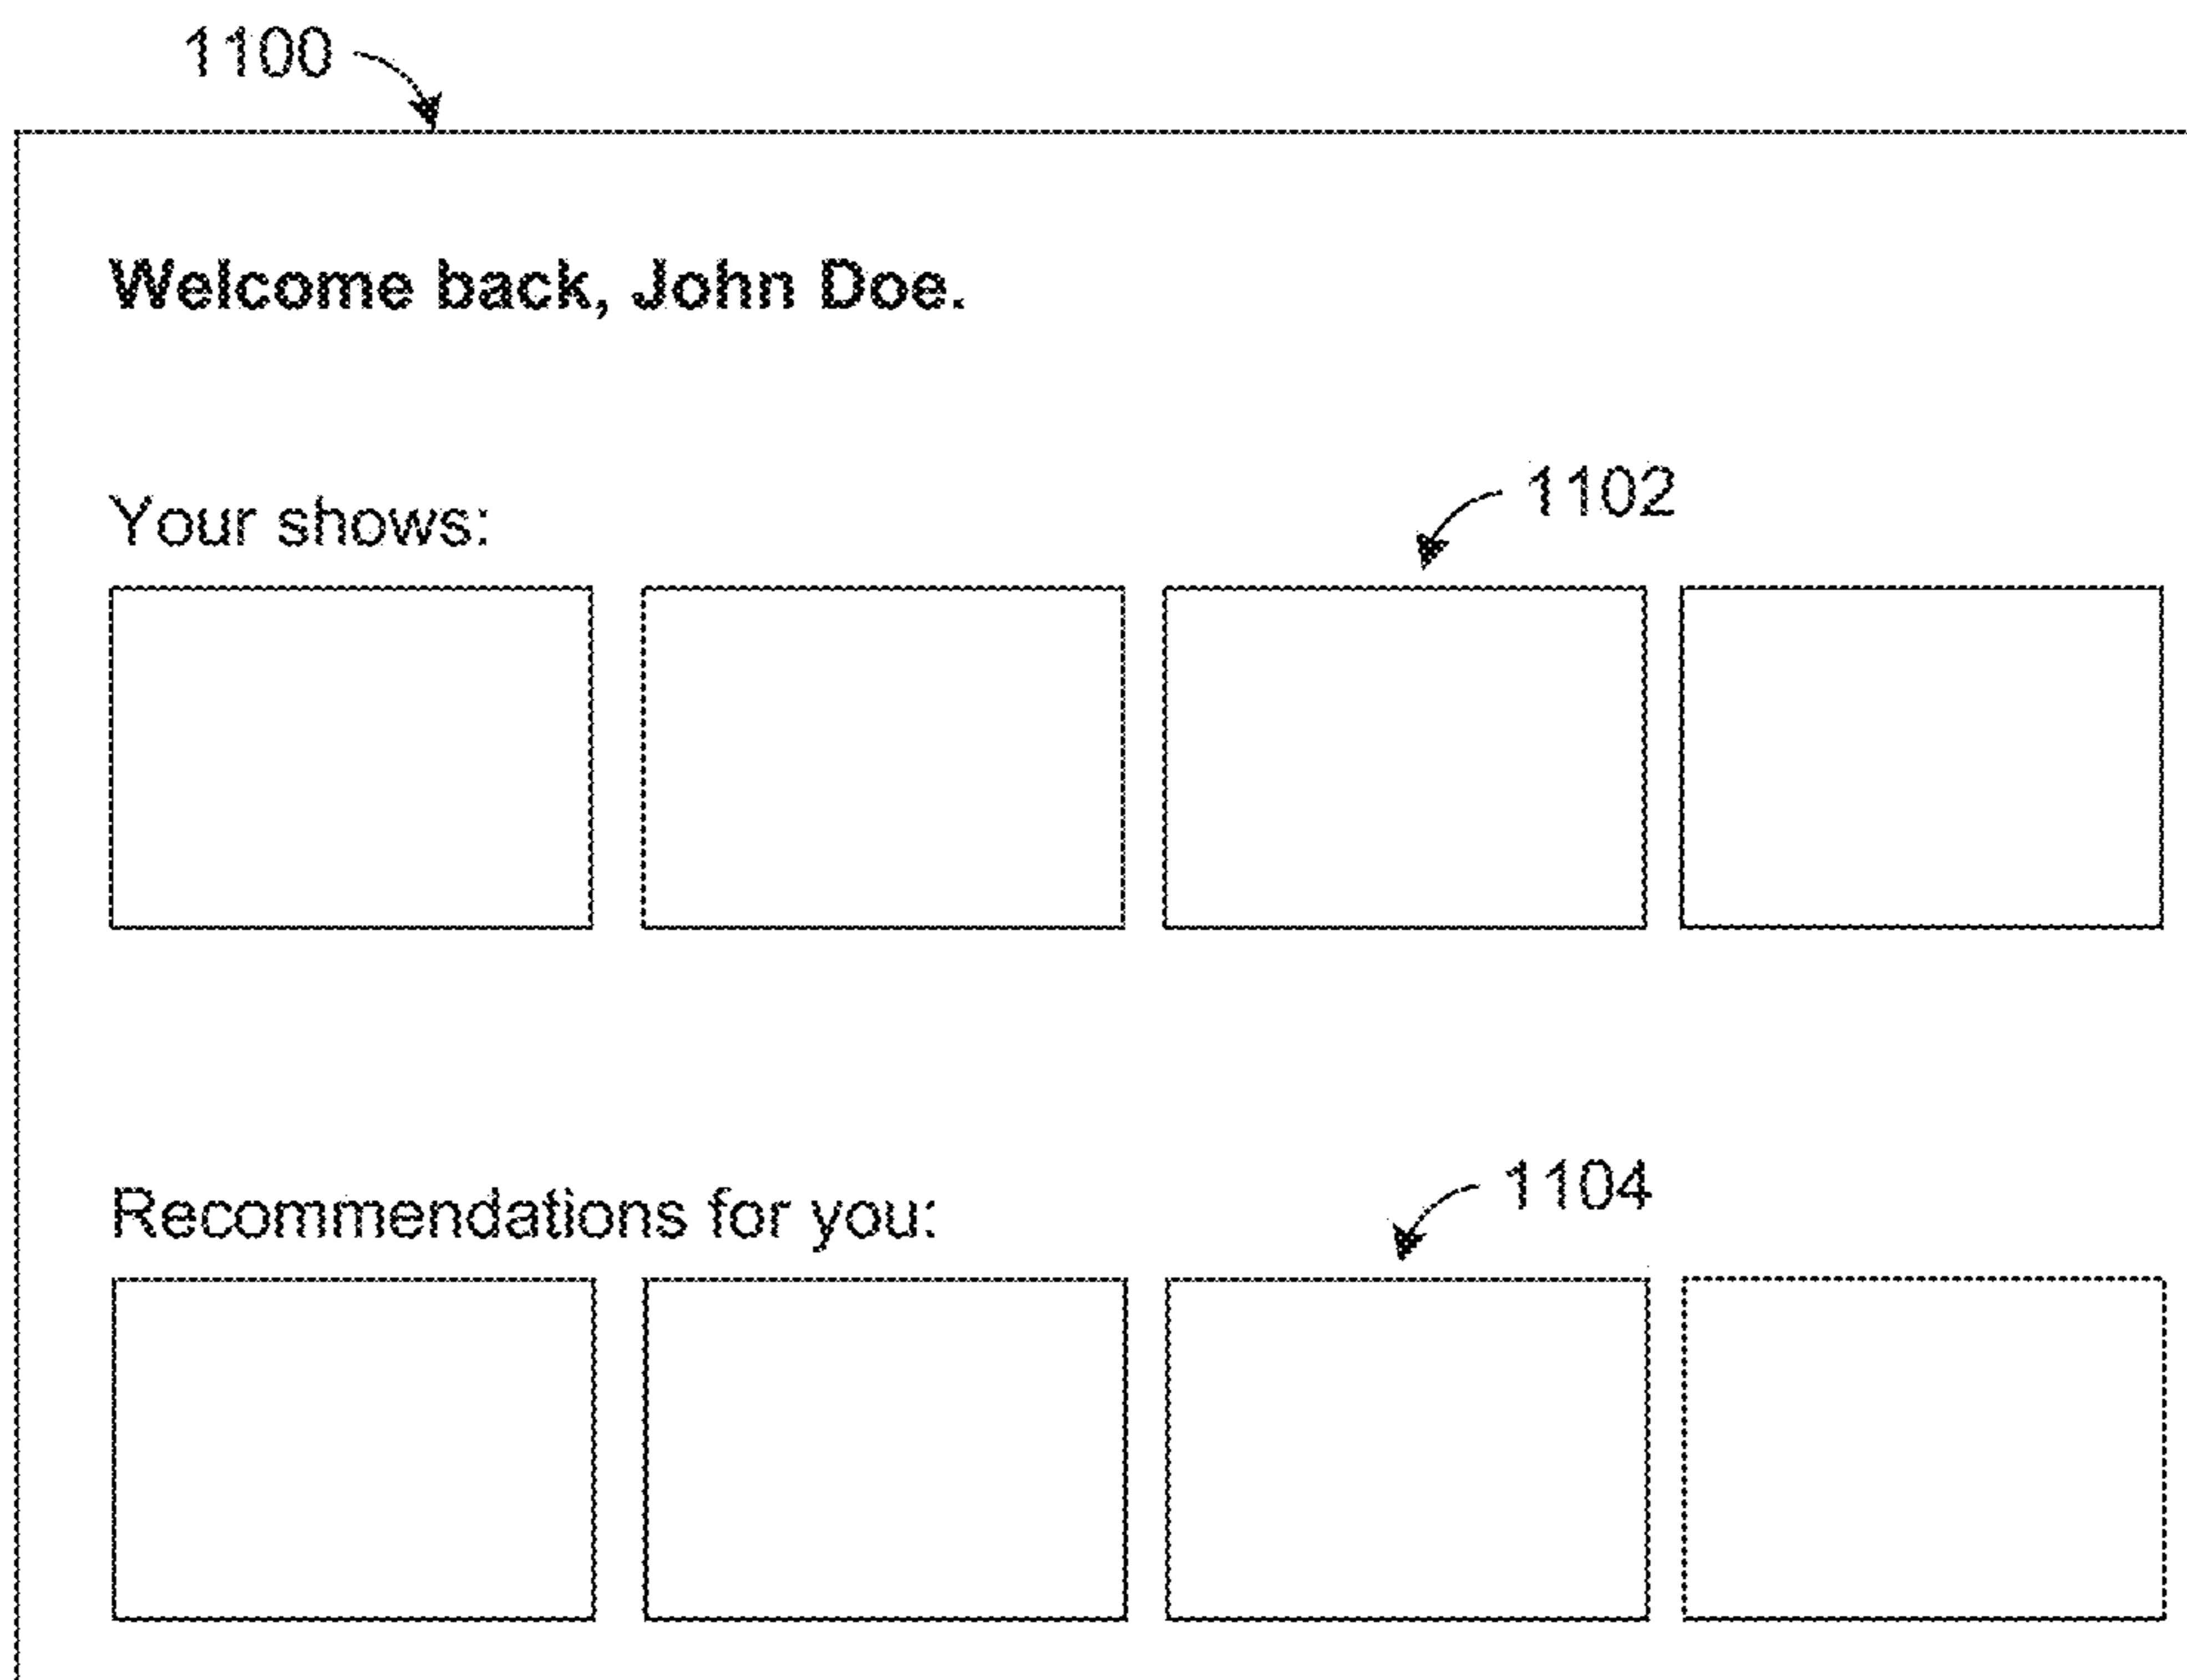 1100
Welcome back, John Doe.
1102
Your shows:
1104
Recommendations for you: